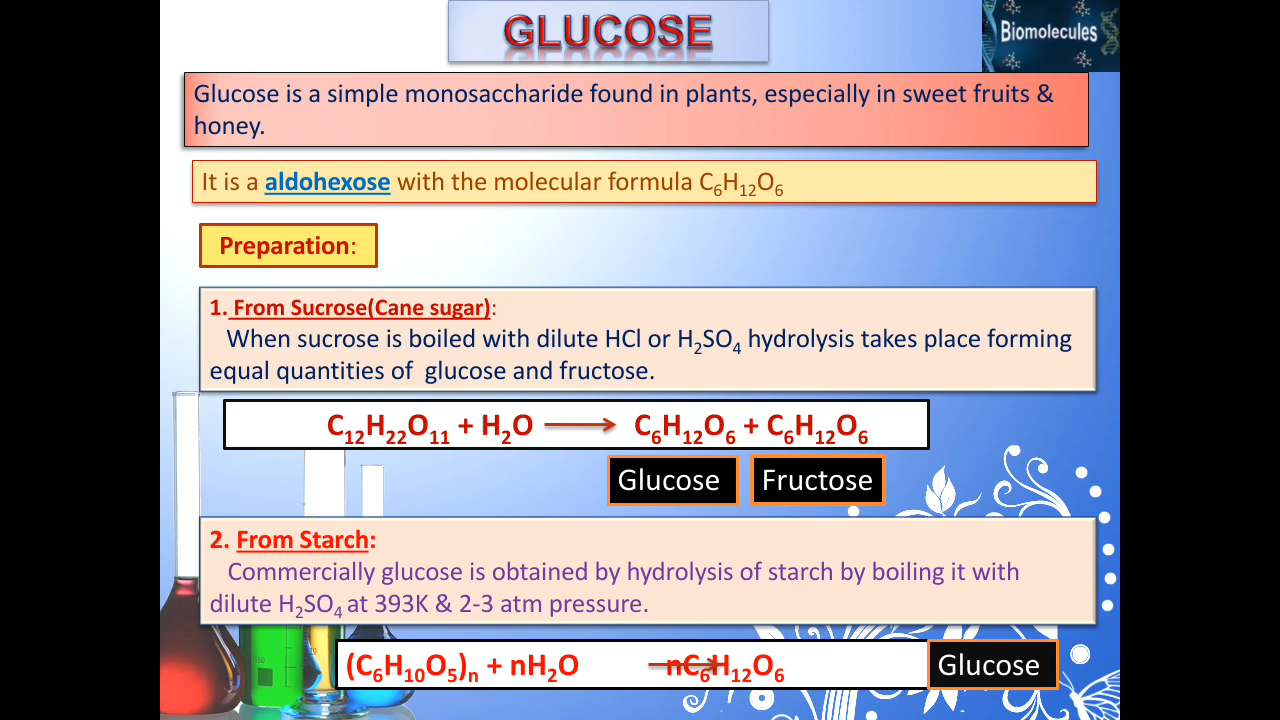 GLUCOSE
Biomolecules
Glucose is a simple monosaccharide found in plants, especially in sweet fruits &
honey.
It is a aldohexose with the molecular formula C₆H₁₂O₆
Preparation:
1. From Sucrose(Cane sugar):
When sucrose is boiled with dilute HCl or H₂SO₄ hydrolysis takes place forming
equal quantities of glucose and fructose.
C₁₂H₂₂O₁₁ + H₂O ⟶ C₆H₁₂O₆ + C₆H₁₂O₆
Glucose Fructose
2. From Starch:
Commercially glucose is obtained by hydrolysis of starch by boiling it with
dilute H₂SO₄ at 393K & 2-3 atm pressure.
(C₆H₁₀O₅)ₙ + nH₂O ⟶ nC₆H₁₂O₆ Glucose